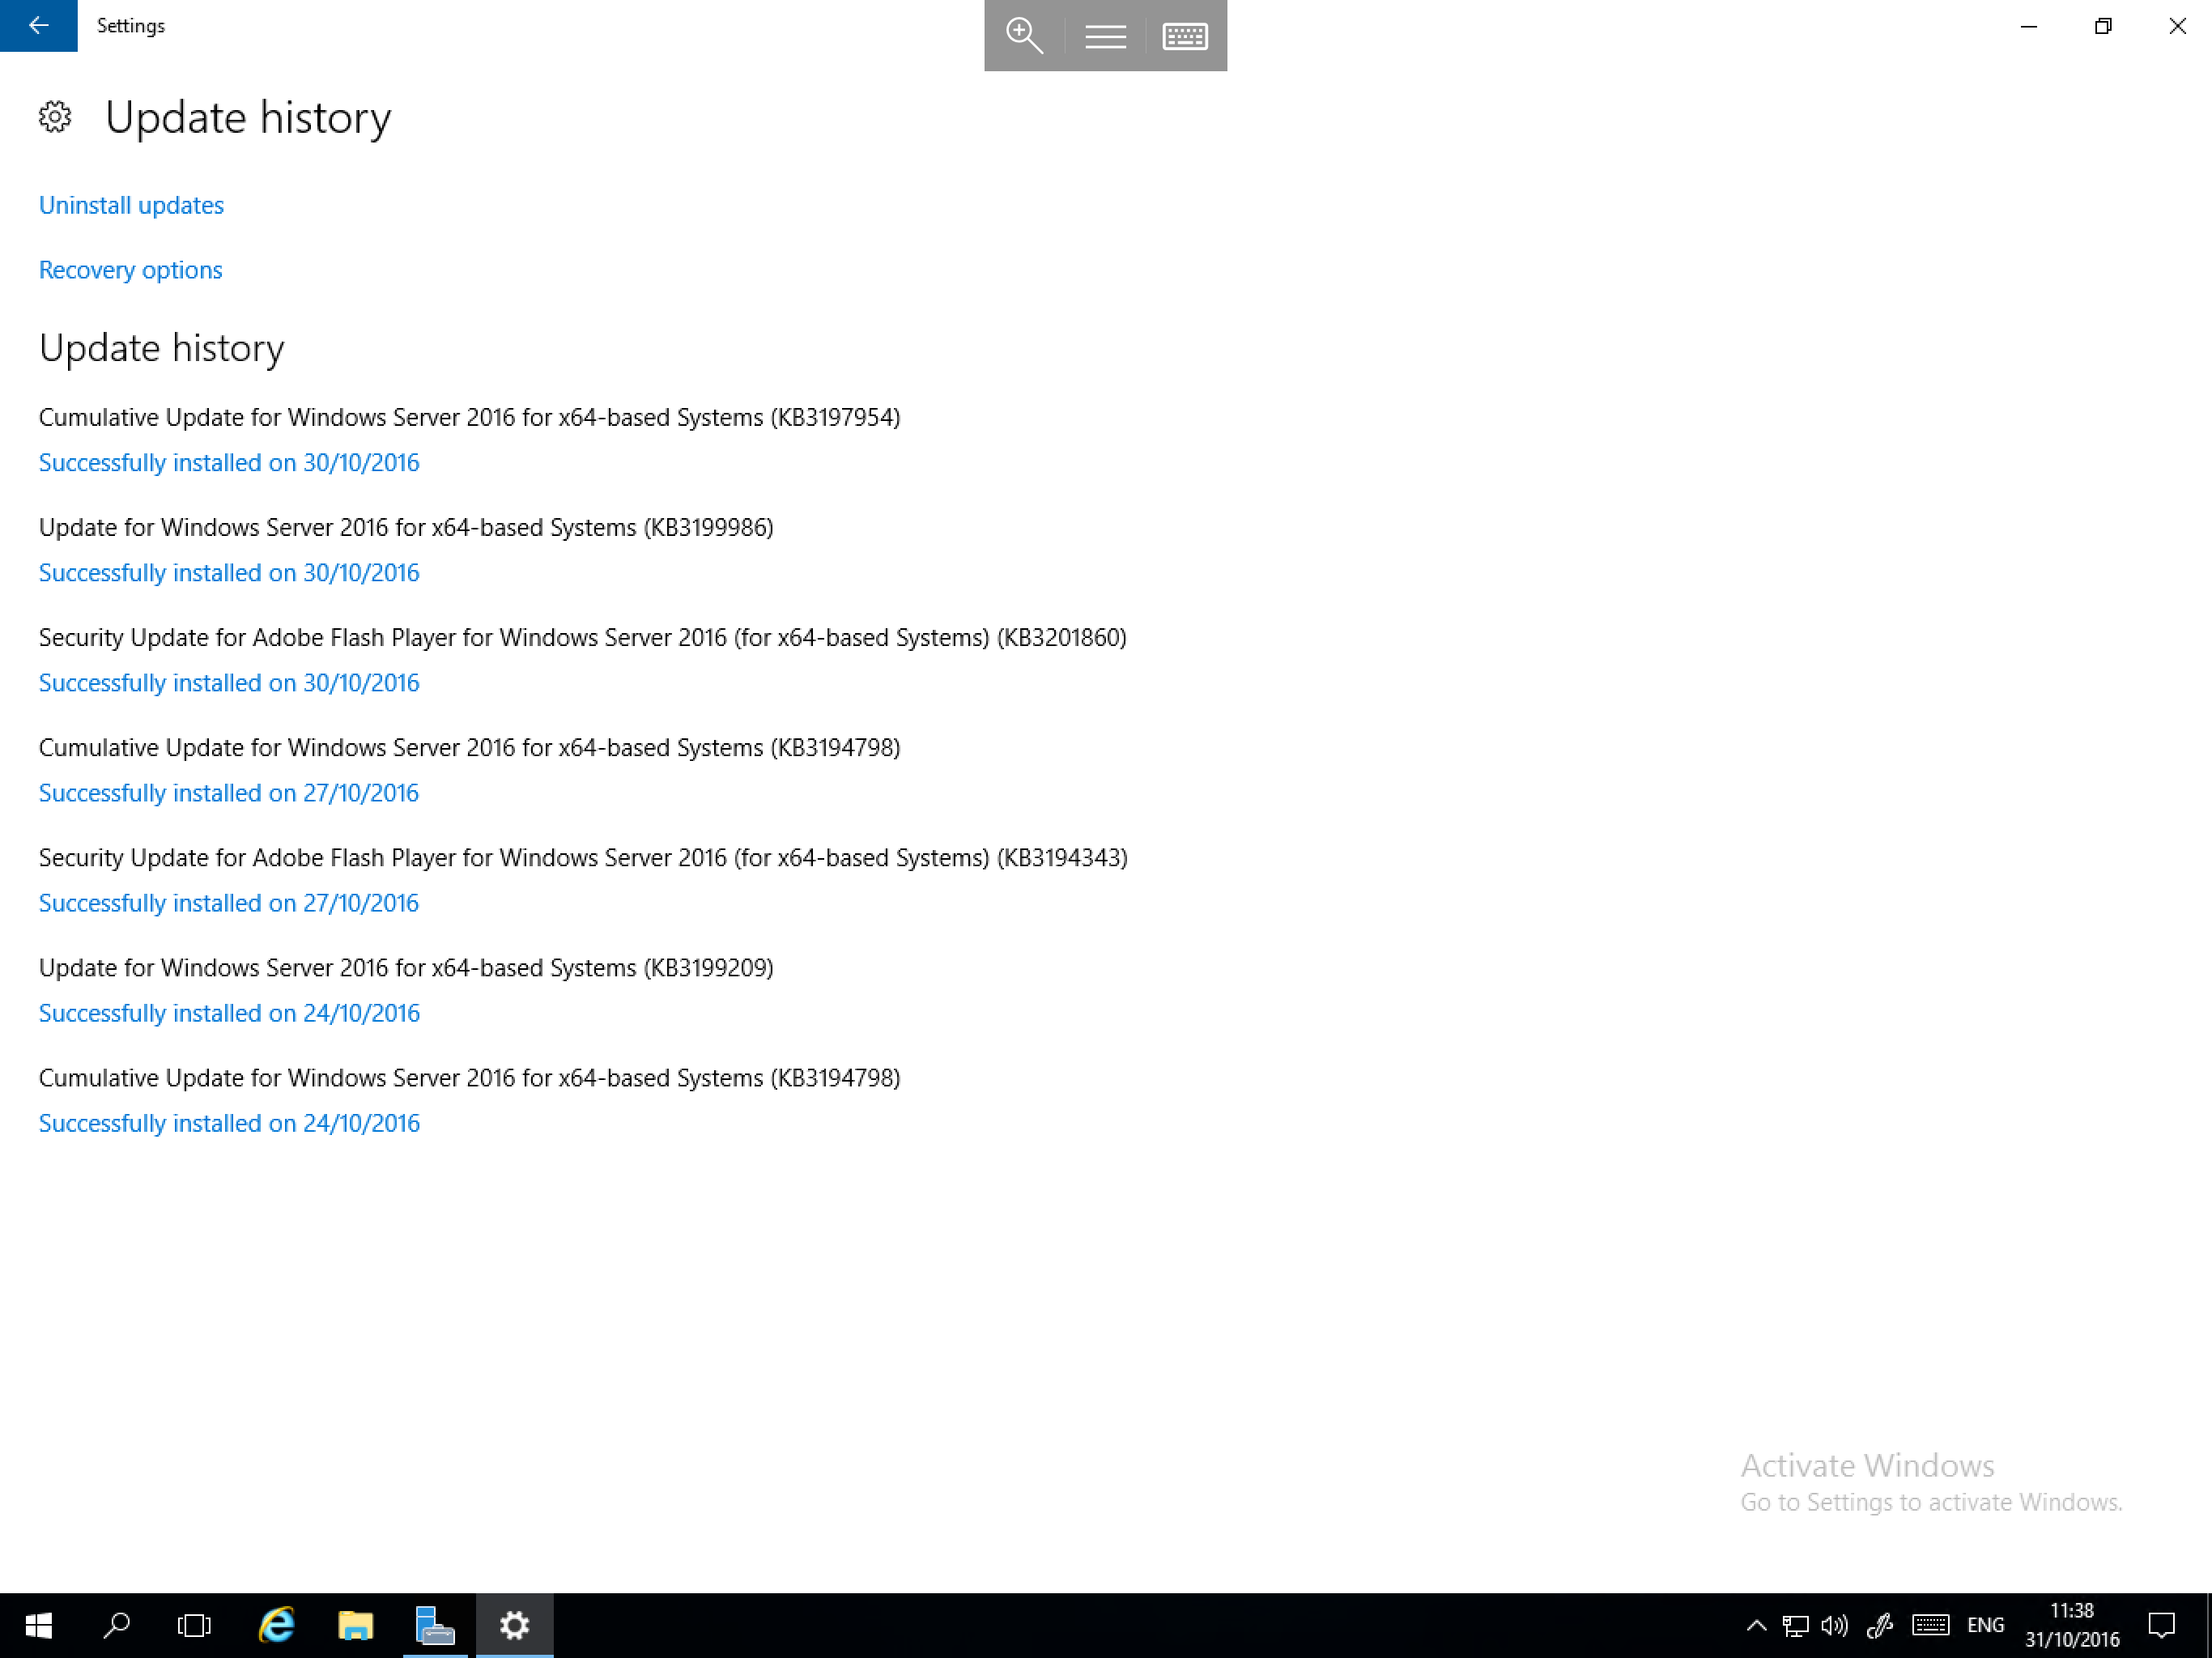 Settings
Update history
Uninstall updates
Recovery options
Update history
Cumulative Update for Windows Server 2016 for x64-based Systems (KB3197954)
Successfully installed on 30/10/2016
Update for Windows Server 2016 for x64-based Systems (KB3199986)
Successfully installed on 30/10/2016
Security Update for Adobe Flash Player for Windows Server 2016 (for x64-based Systems) (KB3201860)
Successfully installed on 30/10/2016
Cumulative Update for Windows Server 2016 for x64-based Systems (KB3194798)
Successfully installed on 27/10/2016
Security Update for Adobe Flash Player for Windows Server 2016 (for x64-based Systems) (KB3194343)
Successfully installed on 27/10/2016
Update for Windows Server 2016 for x64-based Systems (KB3199209)
Successfully installed on 24/10/2016
Cumulative Update for Windows Server 2016 for x64-based Systems (KB3194798)
Successfully installed on 24/10/2016
Activate Windows
Go to Settings to activate Windows.
ENG
11:38
31/10/2016